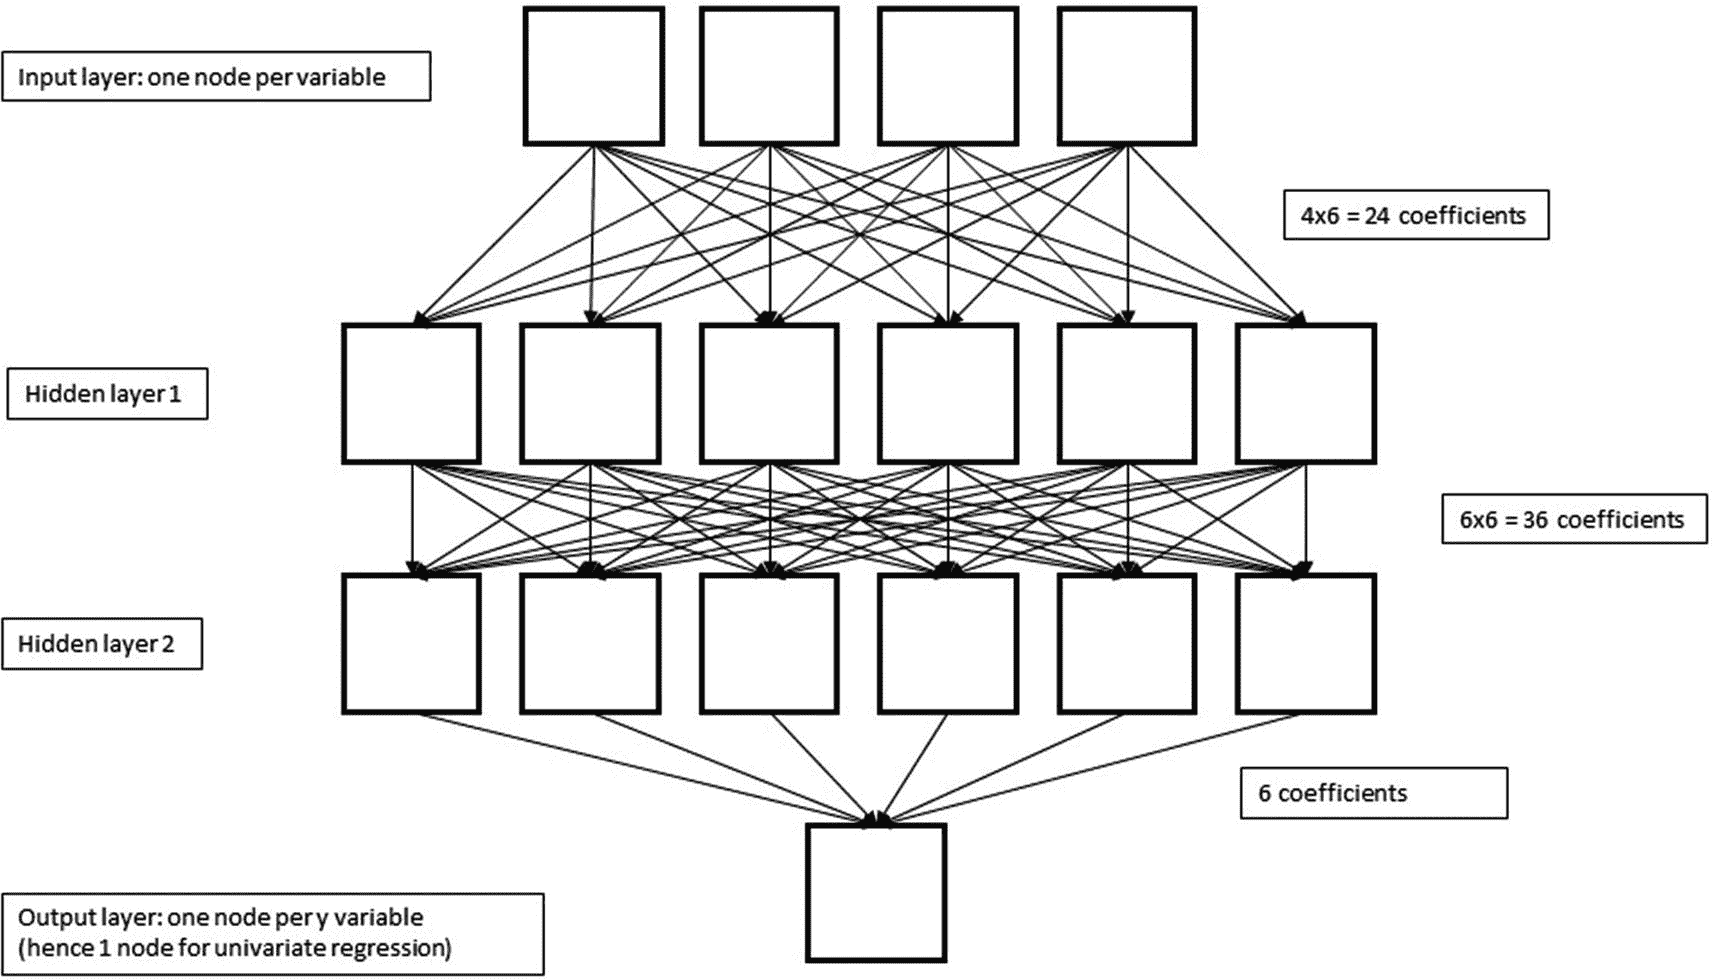 Input layer: one node per variable
4x6 = 24 coefficients
Hidden layer 1
6x6 = 36 coefficients
Hidden layer 2
6 coefficients
Output layer: one node per y variable
(hence 1 node for univariate regression)